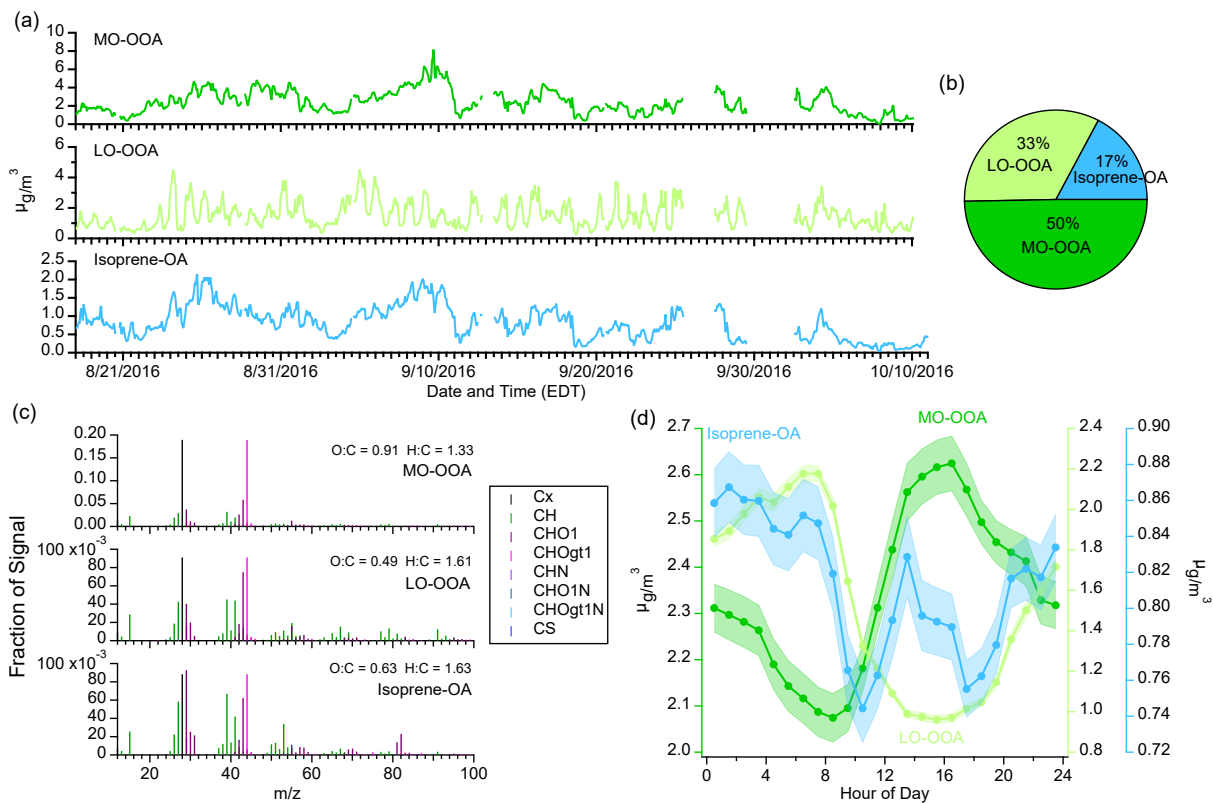 (a)
MO-OOA
10
8
6
4
2
0
LO-OOA
6
4
2
0
µg/m³
Isoprene-OA
2.5
2.0
1.5
1.0
0.5
0.0
8/21/2016 8/31/2016 9/10/2016 9/20/2016 9/30/2016 10/10/2016
Date and Time (EDT)
(b)
33%
LO-OOA
17%
Isoprene-OA
50%
MO-OOA
(c)
Fraction of Signal
0.20
0.15
0.10
0.05
0.00
O:C = 0.91 H:C = 1.33
MO-OOA
100 x10⁻³
80
60
40
20
0
O:C = 0.49 H:C = 1.61
LO-OOA
100 x10⁻³
80
60
40
20
0
O:C = 0.63 H:C = 1.63
Isoprene-OA
20 40 60 80 100
m/z
Cx
CH
CHO1
CHOgt1
CHN
CHO1N
CHOgt1N
CS
(d)
MO-OOA
Isoprene-OA
LO-OOA
2.7
2.6
2.5
2.4
2.3
2.2
2.1
2.0
µg/m³
2.4
2.2
2.0
1.8
1.6
1.4
1.2
1.0
0.8
0.90
0.88
0.86
0.84
0.82
0.80
0.78
0.76
0.74
0.72
µg/m³
0 4 8 12 16 20 24
Hour of Day